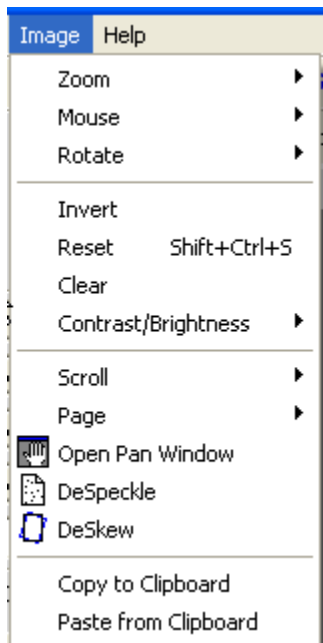 Image Help
Zoom
Mouse
Rotate
Invert
Reset Shift+Ctrl+S
Clear
Contrast/Brightness
Scroll
Page
Open Pan Window
DeSpeckle
DeSkew
Copy to Clipboard
Paste from Clipboard